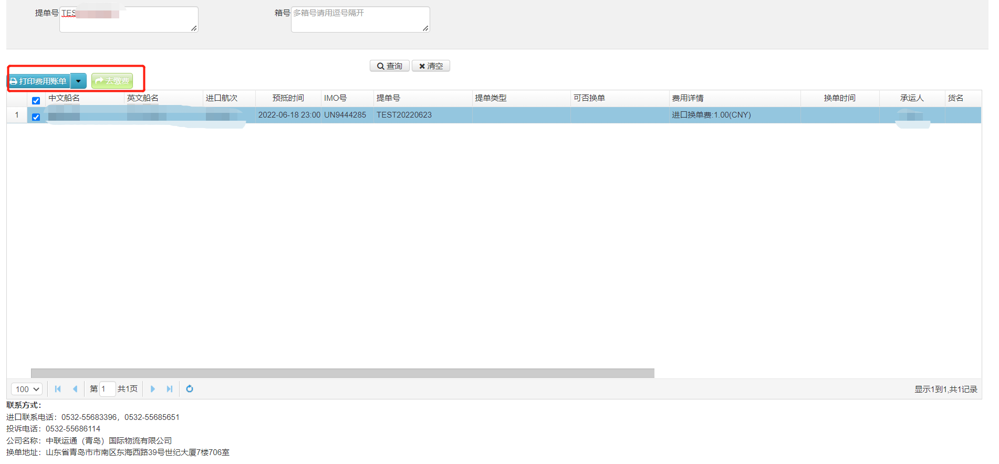 提单号 TES 箱号 多箱号请用逗号隔开
查询 清空
打印费用账单 去缴费
中文船名 英文船名 进口航次 预抵时间 IMO号 提单号 提单类型 可否换单 费用详情 换单时间 承运人 货名
1 2022-06-18 23:00 UN9444285 TEST20220623 进口换单费:1.00(CNY)
100 第 1 共1页 显示1到1,共1记录
联系方式：
进口联系电话：0532-55683396，0532-55685651
投诉电话：0532-55686114
公司名称：中联运通（青岛）国际物流有限公司
换单地址：山东省青岛市市南区东海西路39号世纪大厦7楼706室